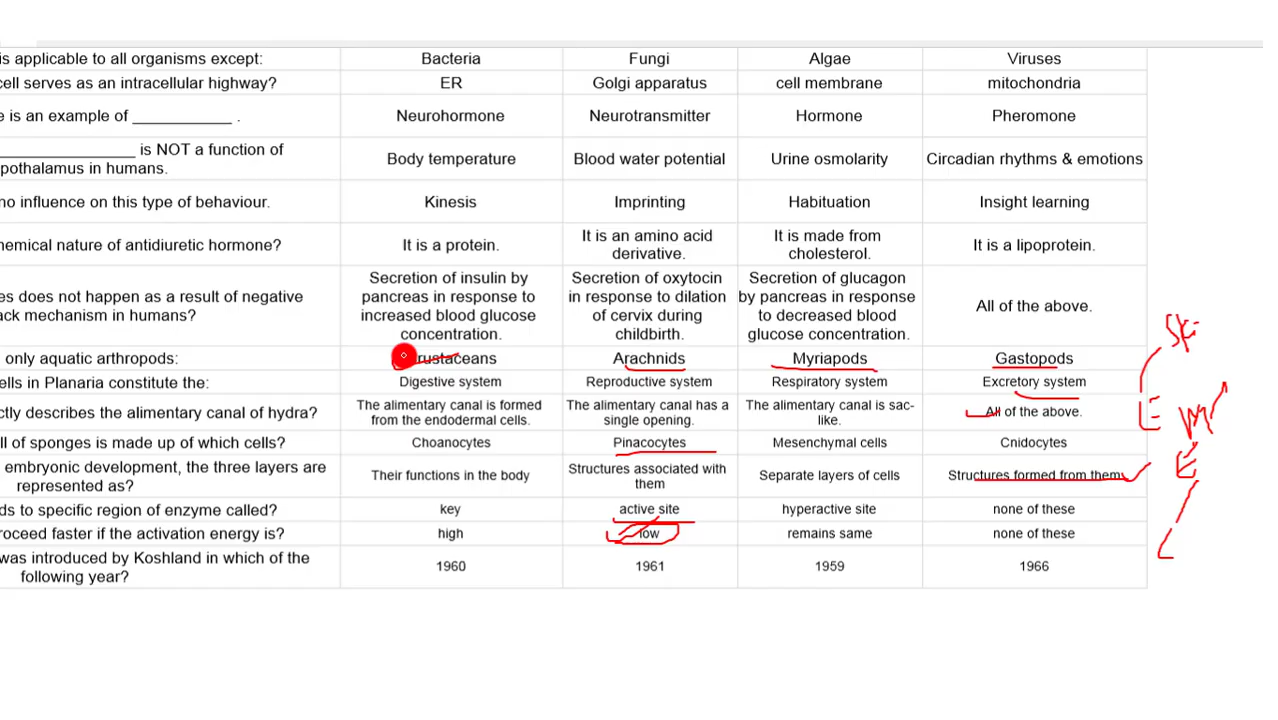 is applicable to all organisms except: Bacteria Fungi Algae Viruses
cell serves as an intracellular highway? ER Golgi apparatus cell membrane mitochondria
e is an example of ____________ . Neurohormone Neurotransmitter Hormone Pheromone
________________ is NOT a function of
pothalamus in humans. Body temperature Blood water potential Urine osmolarity Circadian rhythms & emotions
no influence on this type of behaviour. Kinesis Imprinting Habituation Insight learning
hemical nature of antidiuretic hormone? It is a protein. It is an amino acid derivative. It is made from cholesterol. It is a lipoprotein.
es does not happen as a result of negative
ack mechanism in humans?
Secretion of insulin by
pancreas in response to
increased blood glucose
concentration.
Secretion of oxytocin
in response to dilation
of cervix during
childbirth.
Secretion of glucagon
by pancreas in response
to decreased blood
glucose concentration.
All of the above.
only aquatic arthropods: rustaceans Arachnids Myriapods Gastopods
ells in Planaria constitute the: Digestive system Reproductive system Respiratory system Excretory system
ctly describes the alimentary canal of hydra?
The alimentary canal is formed
from the endodermal cells.
The alimentary canal has a
single opening.
The alimentary canal is sac-
like.
All of the above.
ll of sponges is made up of which cells? Choanocytes Pinacocytes Mesenchymal cells Cnidocytes
embryonic development, the three layers are
represented as?
Their functions in the body
Structures associated with
them
Separate layers of cells
Structures formed from them
ds to specific region of enzyme called? key active site hyperactive site none of these
roceed faster if the activation energy is? high low remains same none of these
was introduced by Koshland in which of the
following year?
1960 1961 1959 1966
E
M
E